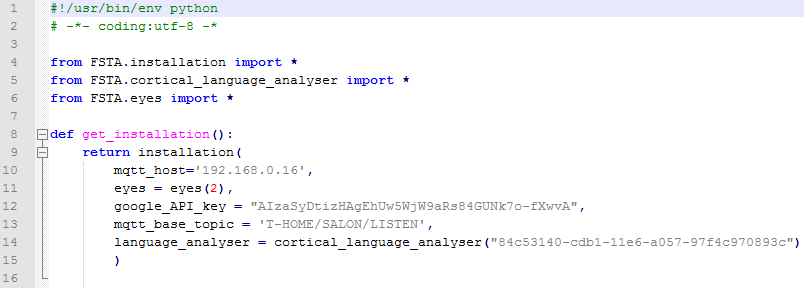 1 #!/usr/bin/env python
2 # -*- coding:utf-8 -*
3
4 from FSTA.installation import *
5 from FSTA.cortical_language_analyser import *
6 from FSTA.eyes import *
7
8 def get_installation():
9     return installation(
10         mqtt_host='192.168.0.16',
11         eyes = eyes(2),
12         google_API_key = "AIzaSyDtizHAgEhUw5WjW9aRs84GUNk7o-fXwvA",
13         mqtt_base_topic = 'T-HOME/SALON/LISTEN',
14         language_analyser = cortical_language_analyser("84c53140-cdb1-11e6-a057-97f4c970893c")
15         )
16